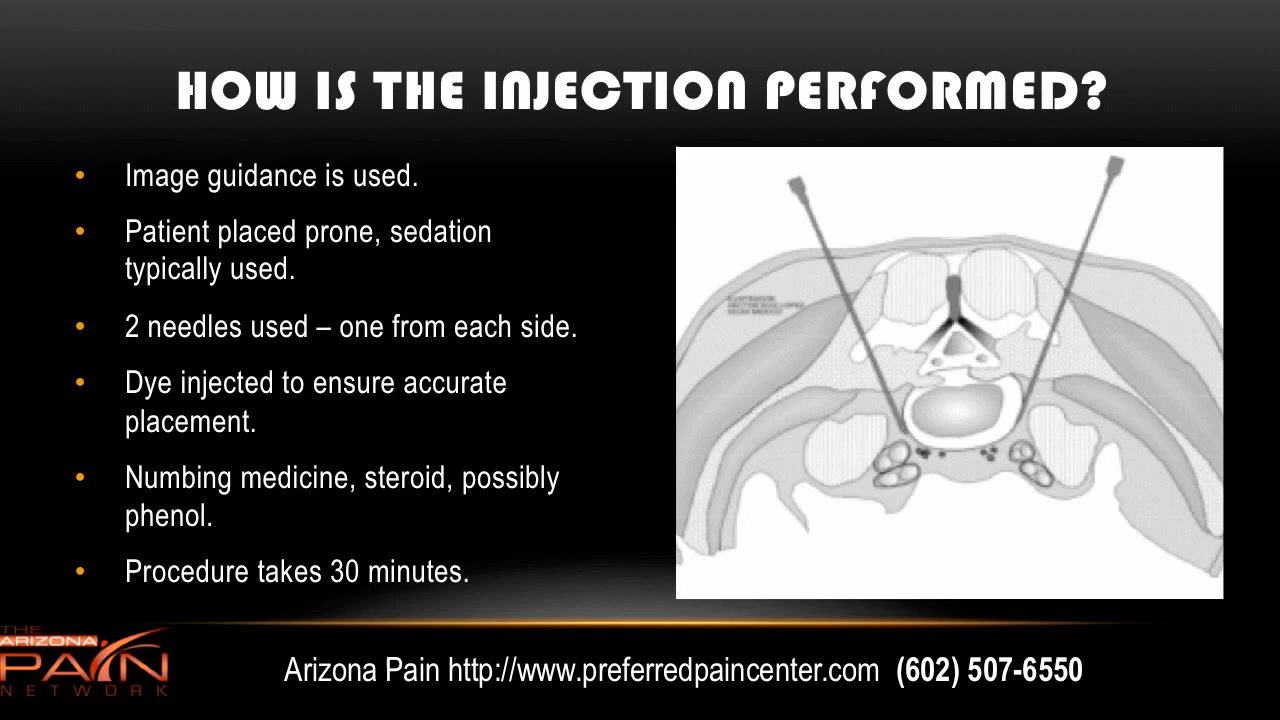 HOW IS THE INJECTION PERFORMED?
• Image guidance is used.
• Patient placed prone, sedation
typically used.
• 2 needles used – one from each side.
• Dye injected to ensure accurate
placement.
• Numbing medicine, steroid, possibly
phenol.
• Procedure takes 30 minutes.
THE
ARIZONA
PAIN
NETWORK
Arizona Pain http://www.preferredpaincenter.com (602) 507-6550